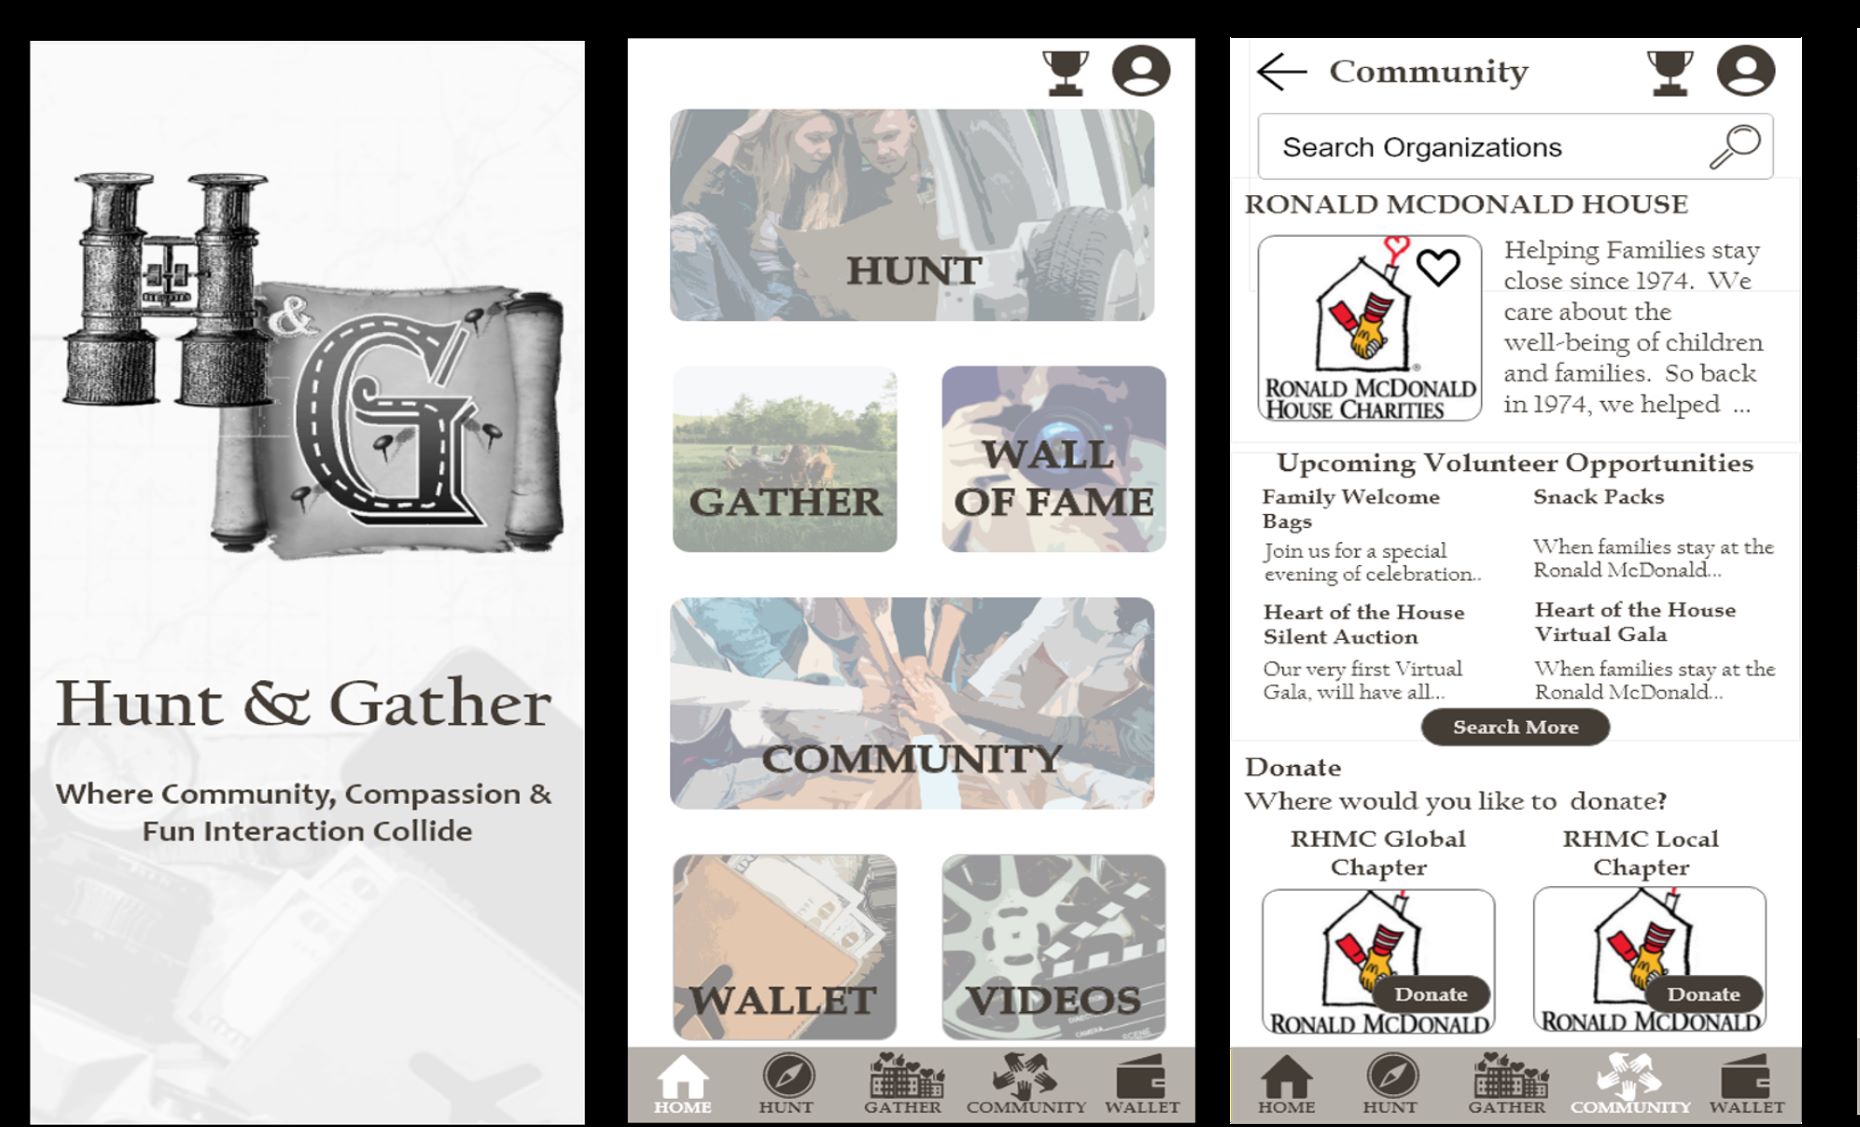 H
&
G
Hunt & Gather
Where Community, Compassion &
Fun Interaction Collide
HUNT
GATHER
WALL
OF FAME
COMMUNITY
WALLET
VIDEOS
HOME
HUNT
GATHER
COMMUNITY
WALLET
Community
Search Organizations
RONALD MCDONALD HOUSE
RONALD MCDONALD
HOUSE CHARITIES
®
Helping Families stay
close since 1974. We
care about the
well-being of children
and families. So back
in 1974, we helped ...
Upcoming Volunteer Opportunities
Family Welcome
Bags
Join us for a special
evening of celebration..
Snack Packs
When families stay at the
Ronald McDonald...
Heart of the House
Silent Auction
Our very first Virtual
Gala, will have all...
Heart of the House
Virtual Gala
When families stay at the
Ronald McDonald...
Search More
Donate
Where would you like to donate?
RHMC Global
Chapter
Donate
RONALD MCDONALD
RHMC Local
Chapter
Donate
RONALD MCDONALD
HOME
HUNT
GATHER
COMMUNITY
WALLET